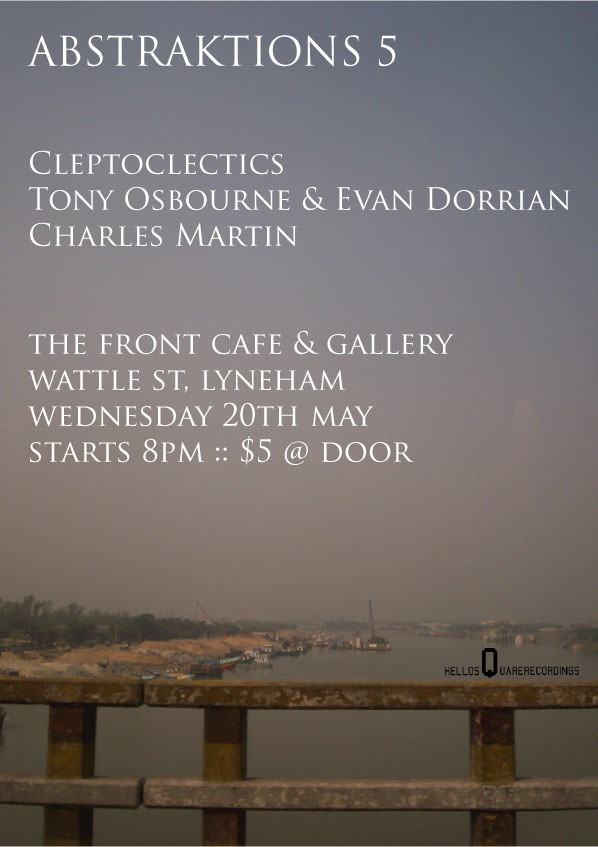 ABSTRAKTIONS 5
CLEPTOCLECTICS
TONY OSBOURNE & EVAN DORRIAN
CHARLES MARTIN
THE FRONT CAFE & GALLERY
WATTLE ST, LYNEHAM
WEDNESDAY 20TH MAY
STARTS 8PM :: $5 @ DOOR
HELLOSQUARERECORDINGS